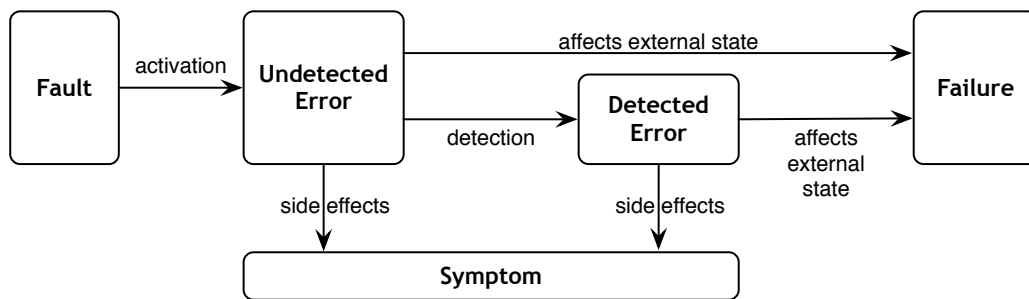 Fault
activation
Undetected
Error
affects external state
detection
Detected
Error
affects
external
state
Failure
side effects
side effects
Symptom